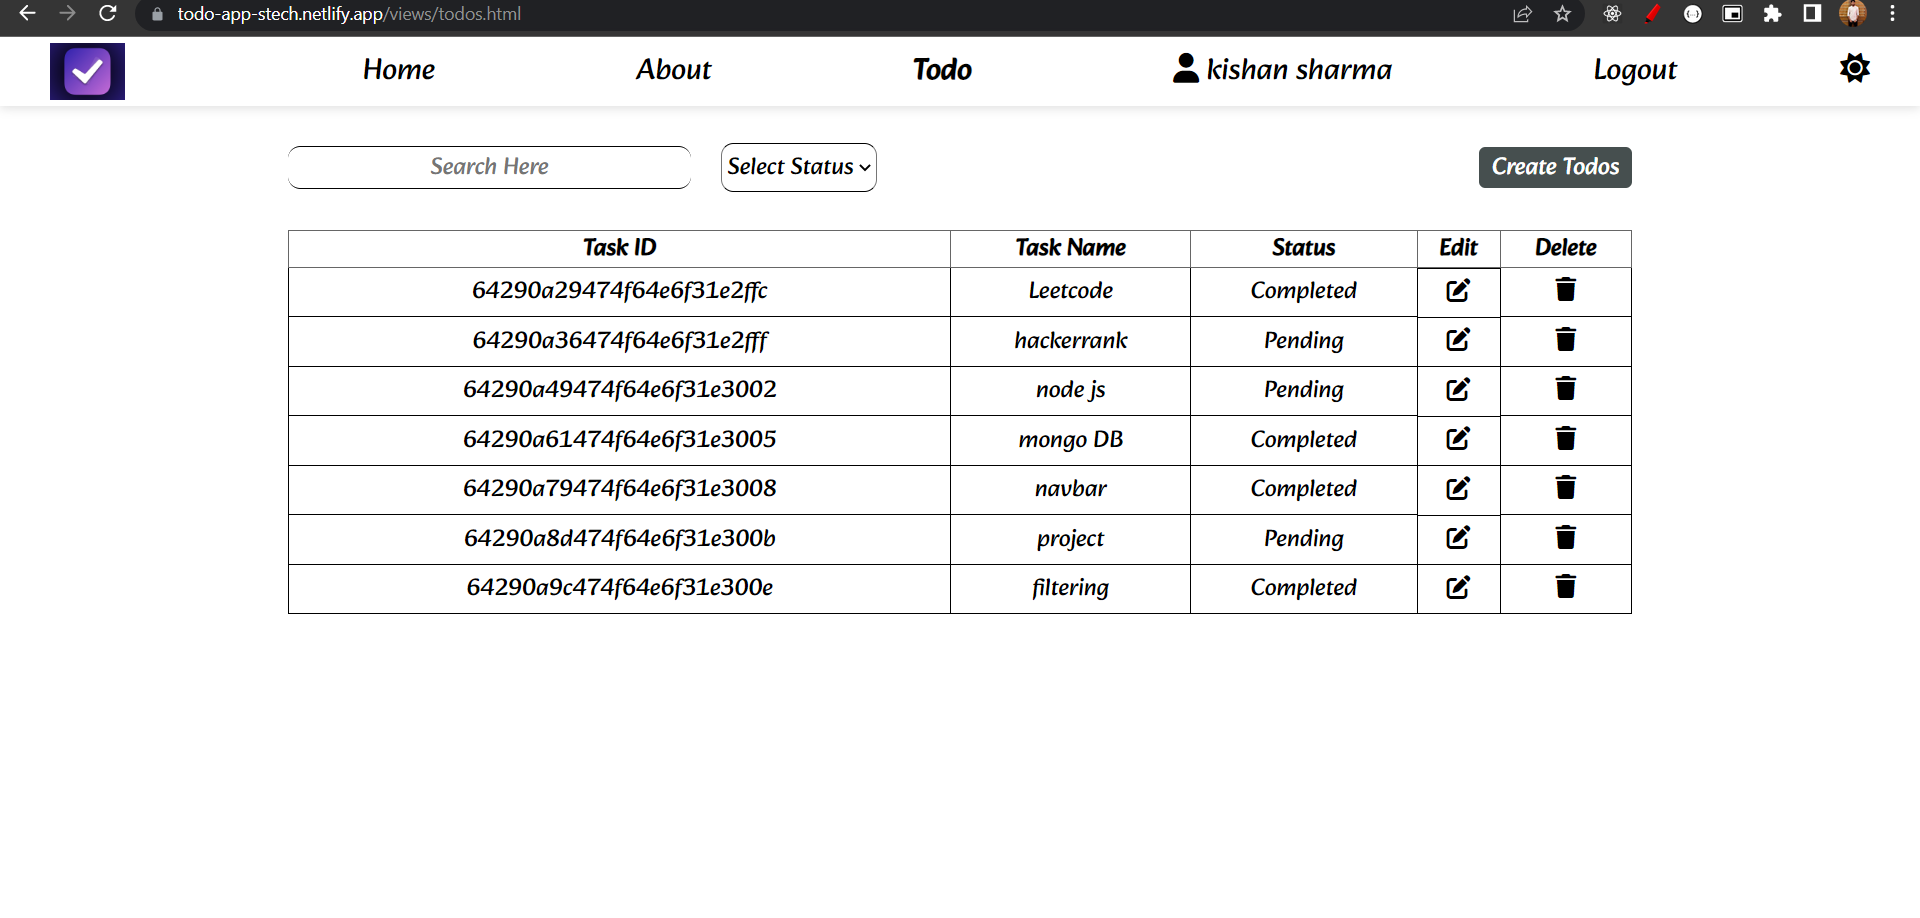 todo-app-stech.netlify.app/views/todos.html
Home About Todo kishan sharma Logout
Search Here Select Status Create Todos
Task ID Task Name Status Edit Delete
64290a29474f64e6f31e2ffc Leetcode Completed
64290a36474f64e6f31e2fff hackerrank Pending
64290a49474f64e6f31e3002 node js Pending
64290a61474f64e6f31e3005 mongo DB Completed
64290a79474f64e6f31e3008 navbar Completed
64290a8d474f64e6f31e300b project Pending
64290a9c474f64e6f31e300e filtering Completed